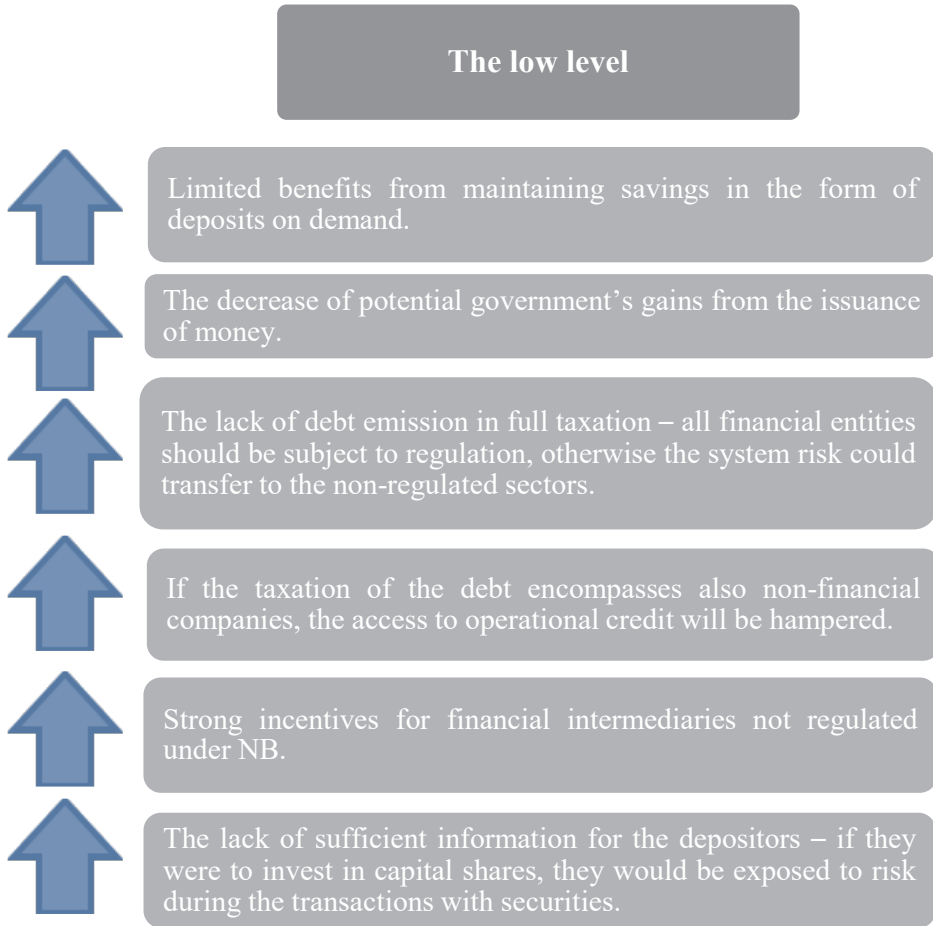 The low level
Limited benefits from maintaining savings in the form of
deposits on demand.
The decrease of potential government’s gains from the issuance
of money.
The lack of debt emission in full taxation – all financial entities
should be subject to regulation, otherwise the system risk could
transfer to the non-regulated sectors.
If the taxation of the debt encompasses also non-financial
companies, the access to operational credit will be hampered.
Strong incentives for financial intermediaries not regulated
under NB.
The lack of sufficient information for the depositors – if they
were to invest in capital shares, they would be exposed to risk
during the transactions with securities.